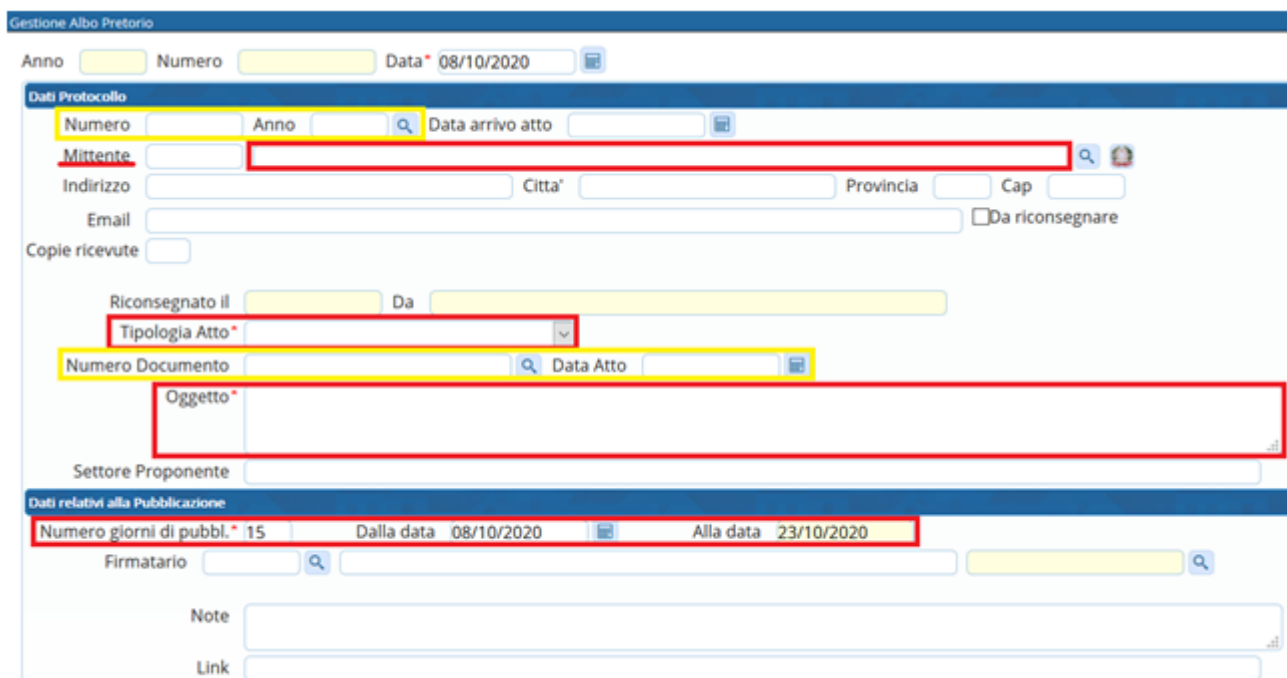 Gestione Albo Pretorio
Anno Numero Data* 08/10/2020
Dati Protocollo
Numero Anno Data arrivo atto
Mittente
Indirizzo Citta' Provincia Cap
Email Da riconsegnare
Copie ricevute
Riconsegnato il Da
Tipologia Atto*
Numero Documento Data Atto
Oggetto*
Settore Proponente
Dati relativi alla Pubblicazione
Numero giorni di pubbl.* 15 Dalla data 08/10/2020 Alla data 23/10/2020
Firmatario
Note
Link